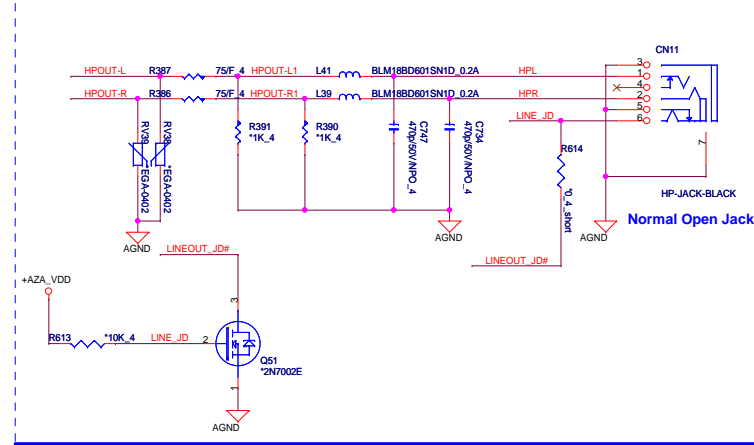 CN11
HPOUT-L R387 75/F_4 HPOUT-L1 L41 BLM18BD601SN1D_0.2A HPL
HPOUT-R R386 75/F_4 HPOUT-R1 L39 BLM18BD601SN1D_0.2A HPR
3
1
4
2
5
6
7
LINE_JD
RV39
*EGA-0402
RV38
*EGA-0402
R391
*1K_4
R390
*1K_4
C747
470p/50V/NPO_4
C734
470p/50V/NPO_4
R614
*0_4_short
HP-JACK-BLACK
Normal Open Jack
AGND
AGND
AGND
LINEOUT_JD#
LINEOUT_JD#
+AZA_VDD
R613 *10K_4 LINE_JD 2
3
1
Q51
*2N7002E
AGND